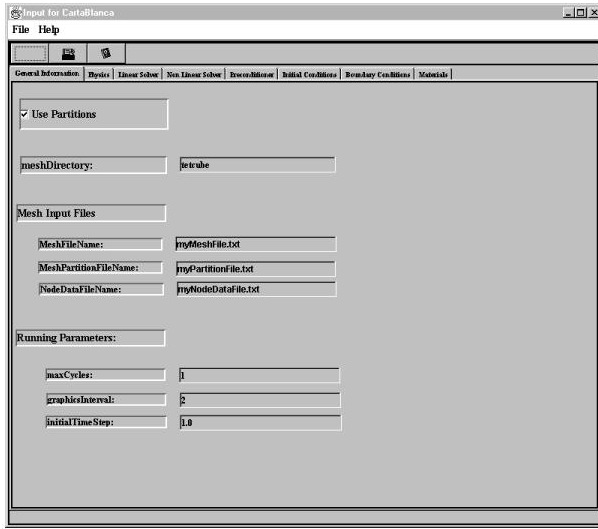 Input for CartaBlanca
File Help
General Information Physics Linear Solver Non Linear Solver Preconditioner Initial Conditions Boundary Conditions Materials
Use Partitions
meshDirectory: tetcube
Mesh Input Files
MeshFileName: myMeshFile.txt
MeshPartitionFileName: myPartitionFile.txt
NodeDataFileName: myNodeDataFile.txt
Running Parameters:
maxCycles: 1
graphicsInterval: 2
initialTimeStep: 1.0